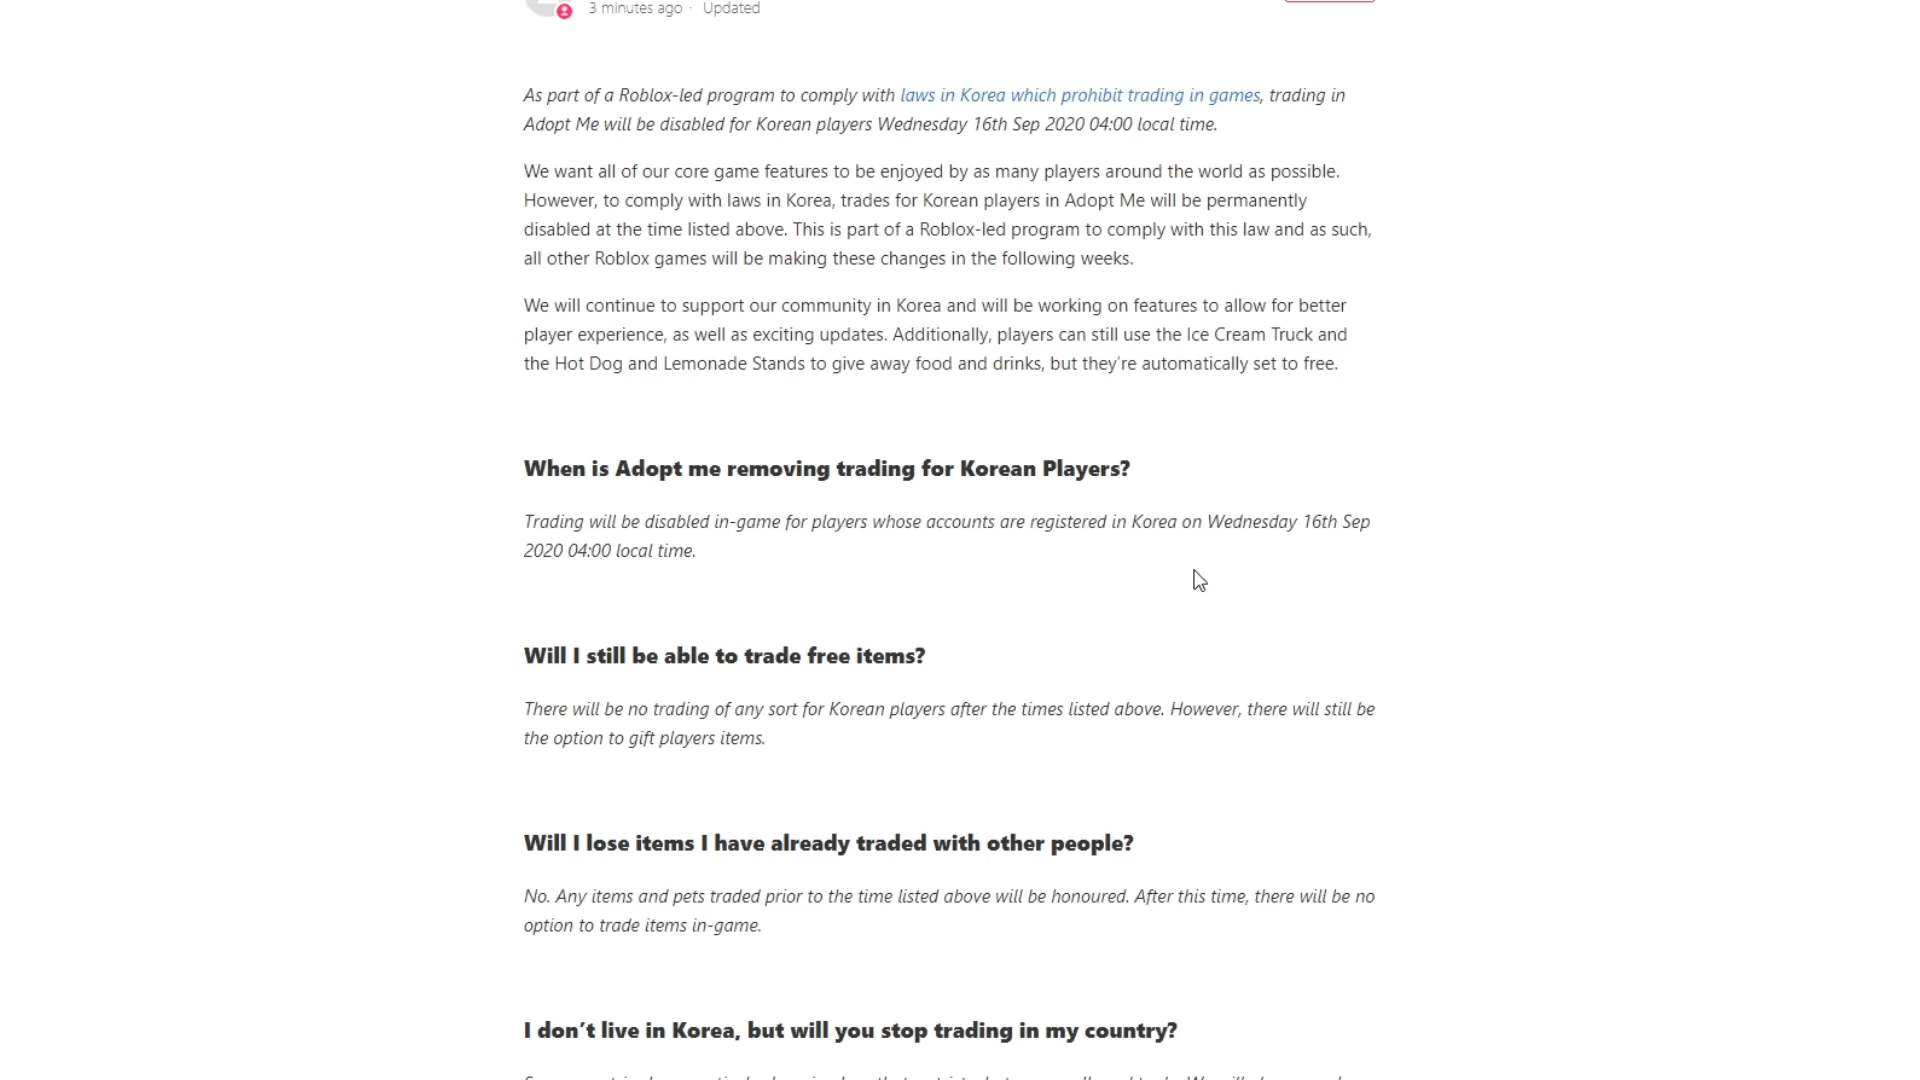 3 minutes ago · Updated
As part of a Roblox-led program to comply with laws in Korea which prohibit trading in games, trading in
Adopt Me will be disabled for Korean players Wednesday 16th Sep 2020 04:00 local time.
We want all of our core game features to be enjoyed by as many players around the world as possible.
However, to comply with laws in Korea, trades for Korean players in Adopt Me will be permanently
disabled at the time listed above. This is part of a Roblox-led program to comply with this law and as such,
all other Roblox games will be making these changes in the following weeks.
We will continue to support our community in Korea and will be working on features to allow for better
player experience, as well as exciting updates. Additionally, players can still use the Ice Cream Truck and
the Hot Dog and Lemonade Stands to give away food and drinks, but they’re automatically set to free.
When is Adopt me removing trading for Korean Players?
Trading will be disabled in-game for players whose accounts are registered in Korea on Wednesday 16th Sep
2020 04:00 local time.
Will I still be able to trade free items?
There will be no trading of any sort for Korean players after the times listed above. However, there will still be
the option to gift players items.
Will I lose items I have already traded with other people?
No. Any items and pets traded prior to the time listed above will be honoured. After this time, there will be no
option to trade items in-game.
I don’t live in Korea, but will you stop trading in my country?